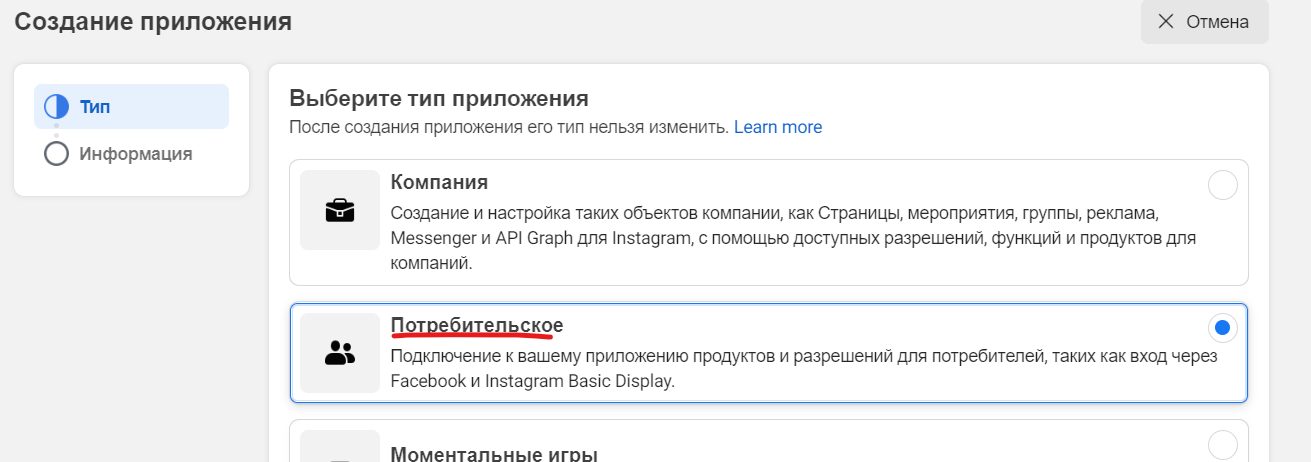 Создание приложения
Отмена
Тип
Информация
Выберите тип приложения
После создания приложения его тип нельзя изменить. Learn more
Компания
Создание и настройка таких объектов компании, как Страницы, мероприятия, группы, реклама,
Messenger и API Graph для Instagram, с помощью доступных разрешений, функций и продуктов для
компаний.
Потребительское
Подключение к вашему приложению продуктов и разрешений для потребителей, таких как вход через
Facebook и Instagram Basic Display.
Моментальные игры